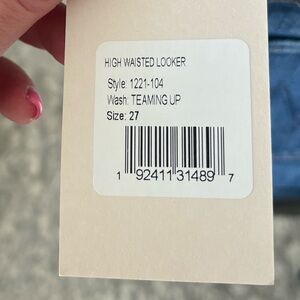 HIGH WAISTED LOOKER
Style: 1221-104
Wash: TEAMING UP
Size: 27
1 92411 31489 7